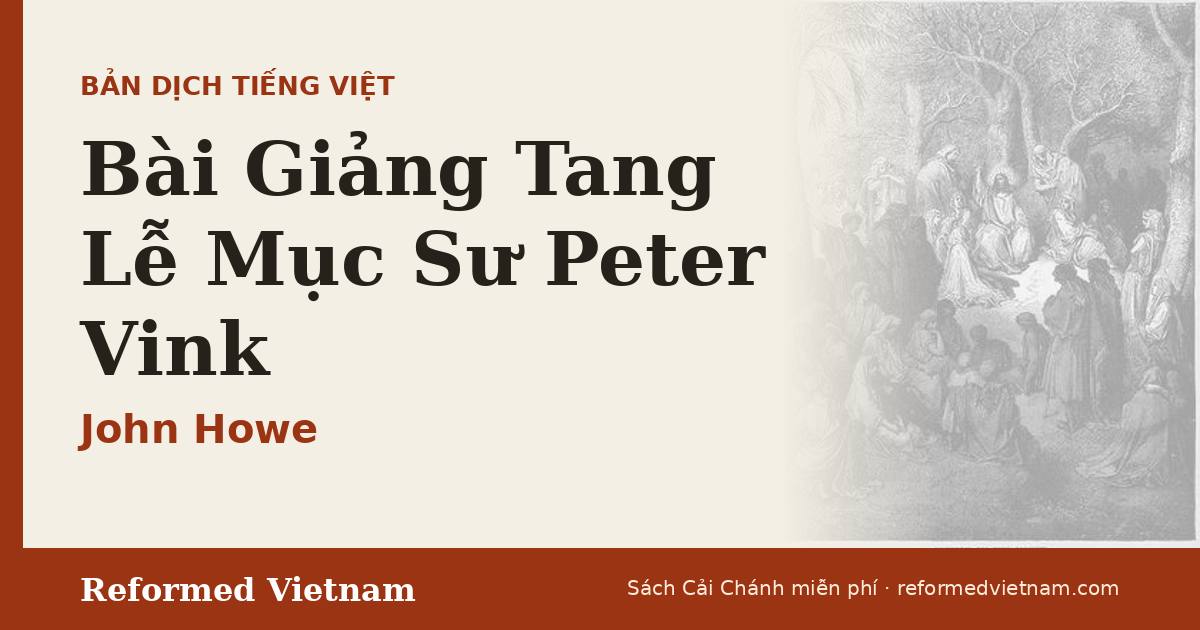 BẢN DỊCH TIẾNG VIỆT
Bài Giảng Tang
Lễ Mục Sư Peter
Vink
John Howe
Reformed Vietnam
Sách Cải Chánh miễn phí · reformedvietnam.com